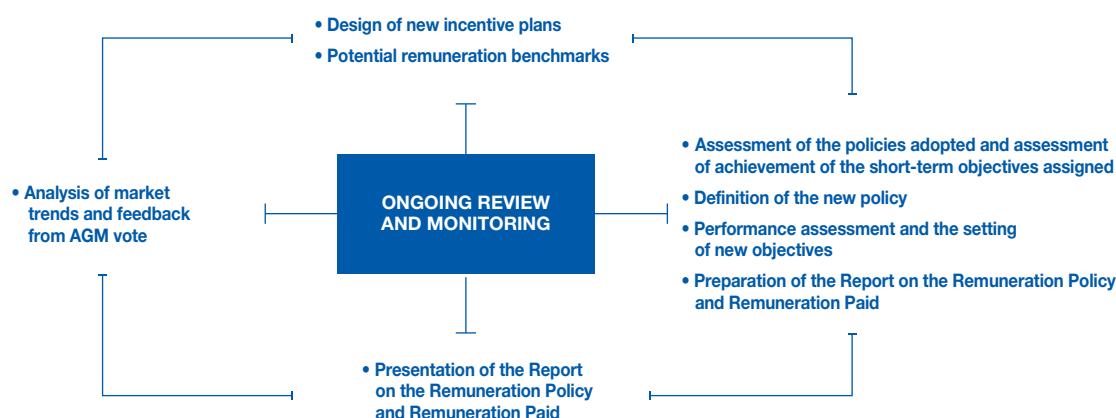 • Design of new incentive plans
• Potential remuneration benchmarks
• Analysis of market
trends and feedback
from AGM vote
ONGOING REVIEW
AND MONITORING
• Assessment of the policies adopted and assessment
of achievement of the short-term objectives assigned
• Definition of the new policy
• Performance assessment and the setting
of new objectives
• Preparation of the Report on the Remuneration Policy
and Remuneration Paid
• Presentation of the Report
on the Remuneration Policy
and Remuneration Paid